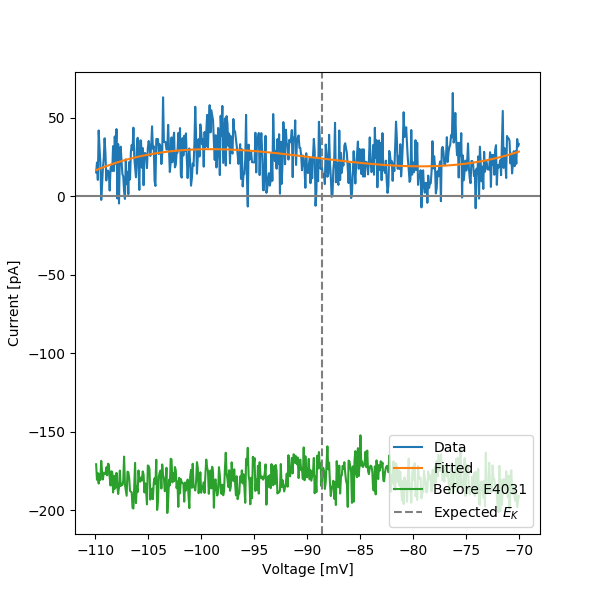 50
0
−50
−100
−150
−200
Current [pA]
Data
Fitted
Before E4031
Expected E_K
−110
−105
−100
−95
−90
−85
−80
−75
−70
Voltage [mV]